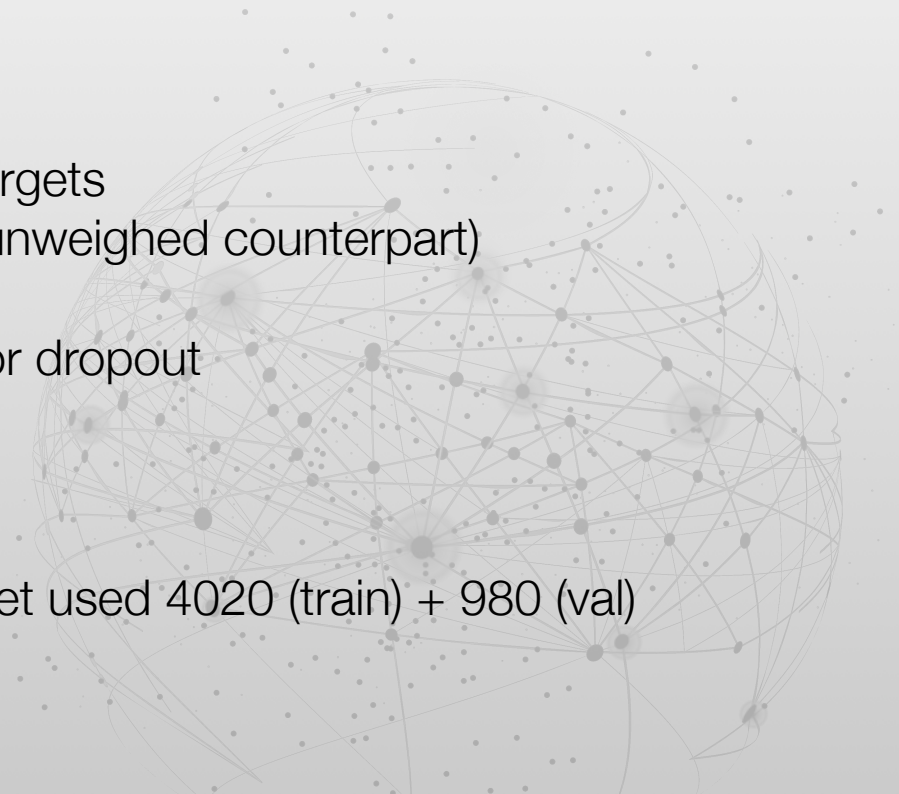 rgets
unweighed counterpart)
or dropout
et used 4020 (train) + 980 (val)